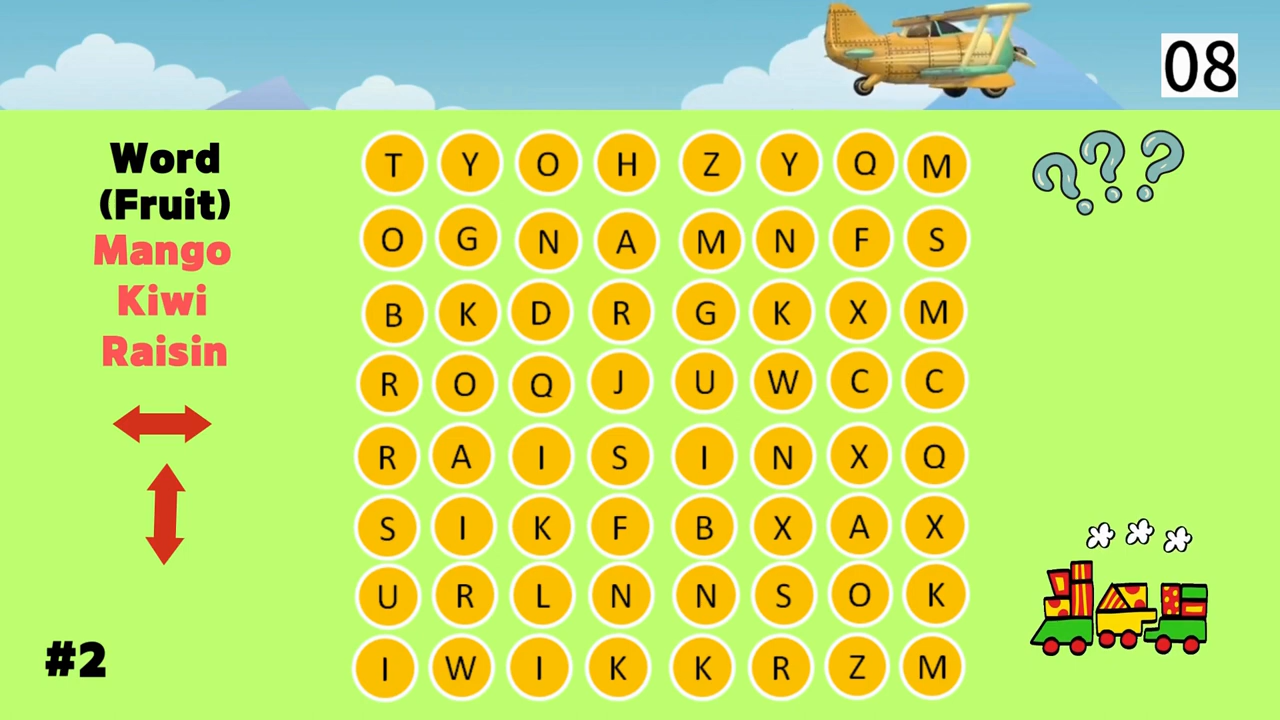 08
Word
(Fruit)
Mango
Kiwi
Raisin
#2
T Y O H Z Y Q M
O G N A M N F S
B K D R G K X M
R O Q J U W C C
R A I S I N X Q
S I K F B X A X
U R L N N S O K
I W I K K R Z M
???